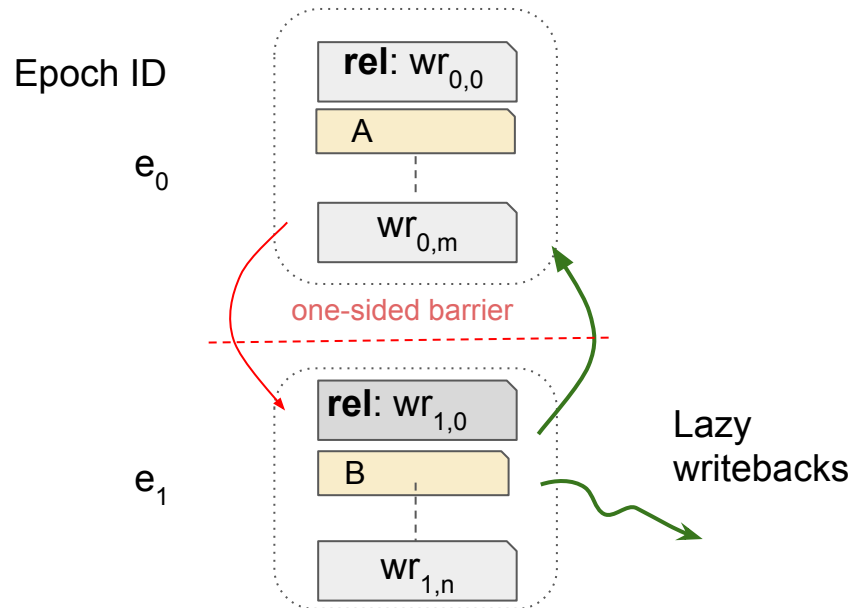 Epoch ID
rel: wr0,0
A
e0
wr0,m
one-sided barrier
rel: wr1,0
B
e1
wr1,n
Lazy
writebacks